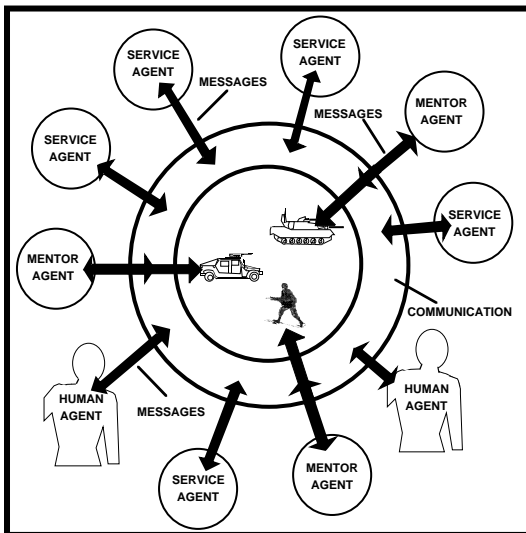 SERVICE
AGENT
SERVICE
AGENT
MESSAGES
MESSAGES
MENTOR
AGENT
SERVICE
AGENT
SERVICE
AGENT
MENTOR
AGENT
COMMUNICATION
HUMAN
AGENT
HUMAN
AGENT
MESSAGES
SERVICE
AGENT
MENTOR
AGENT